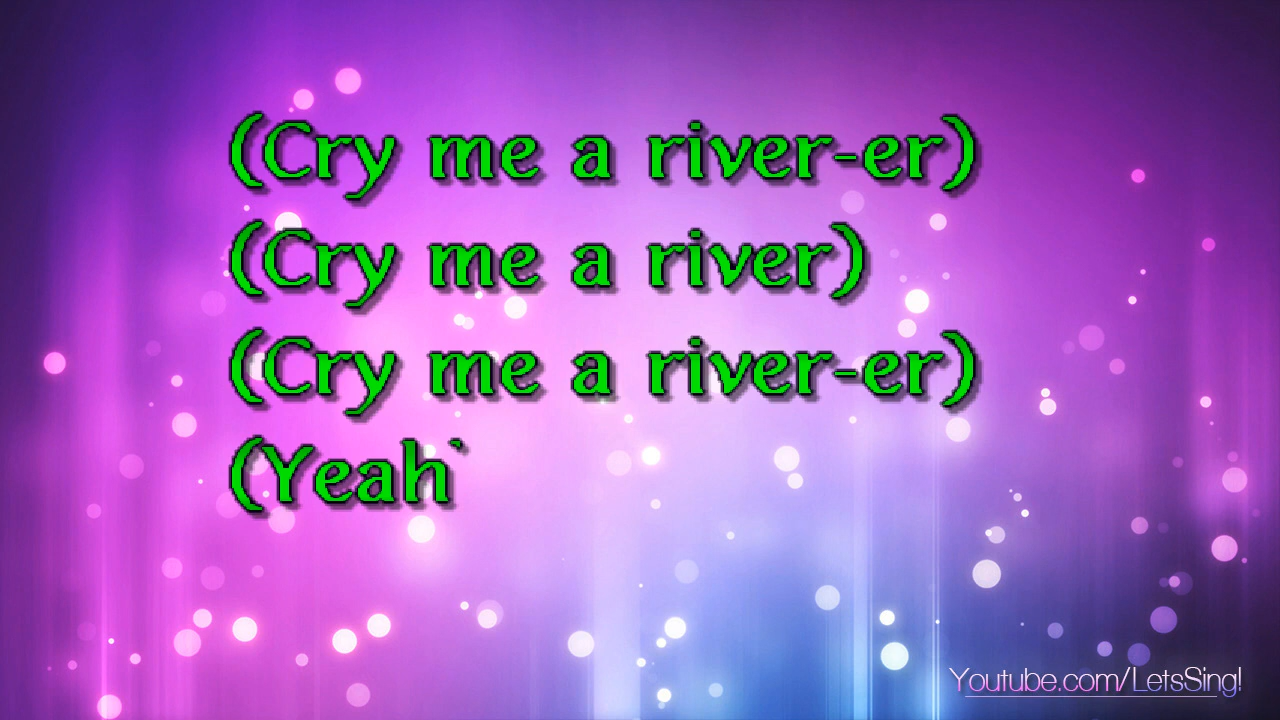 (Cry me a river-er)
(Cry me a river)
(Cry me a river-er)
(Yeah`
Youtube.com/LetsSing!